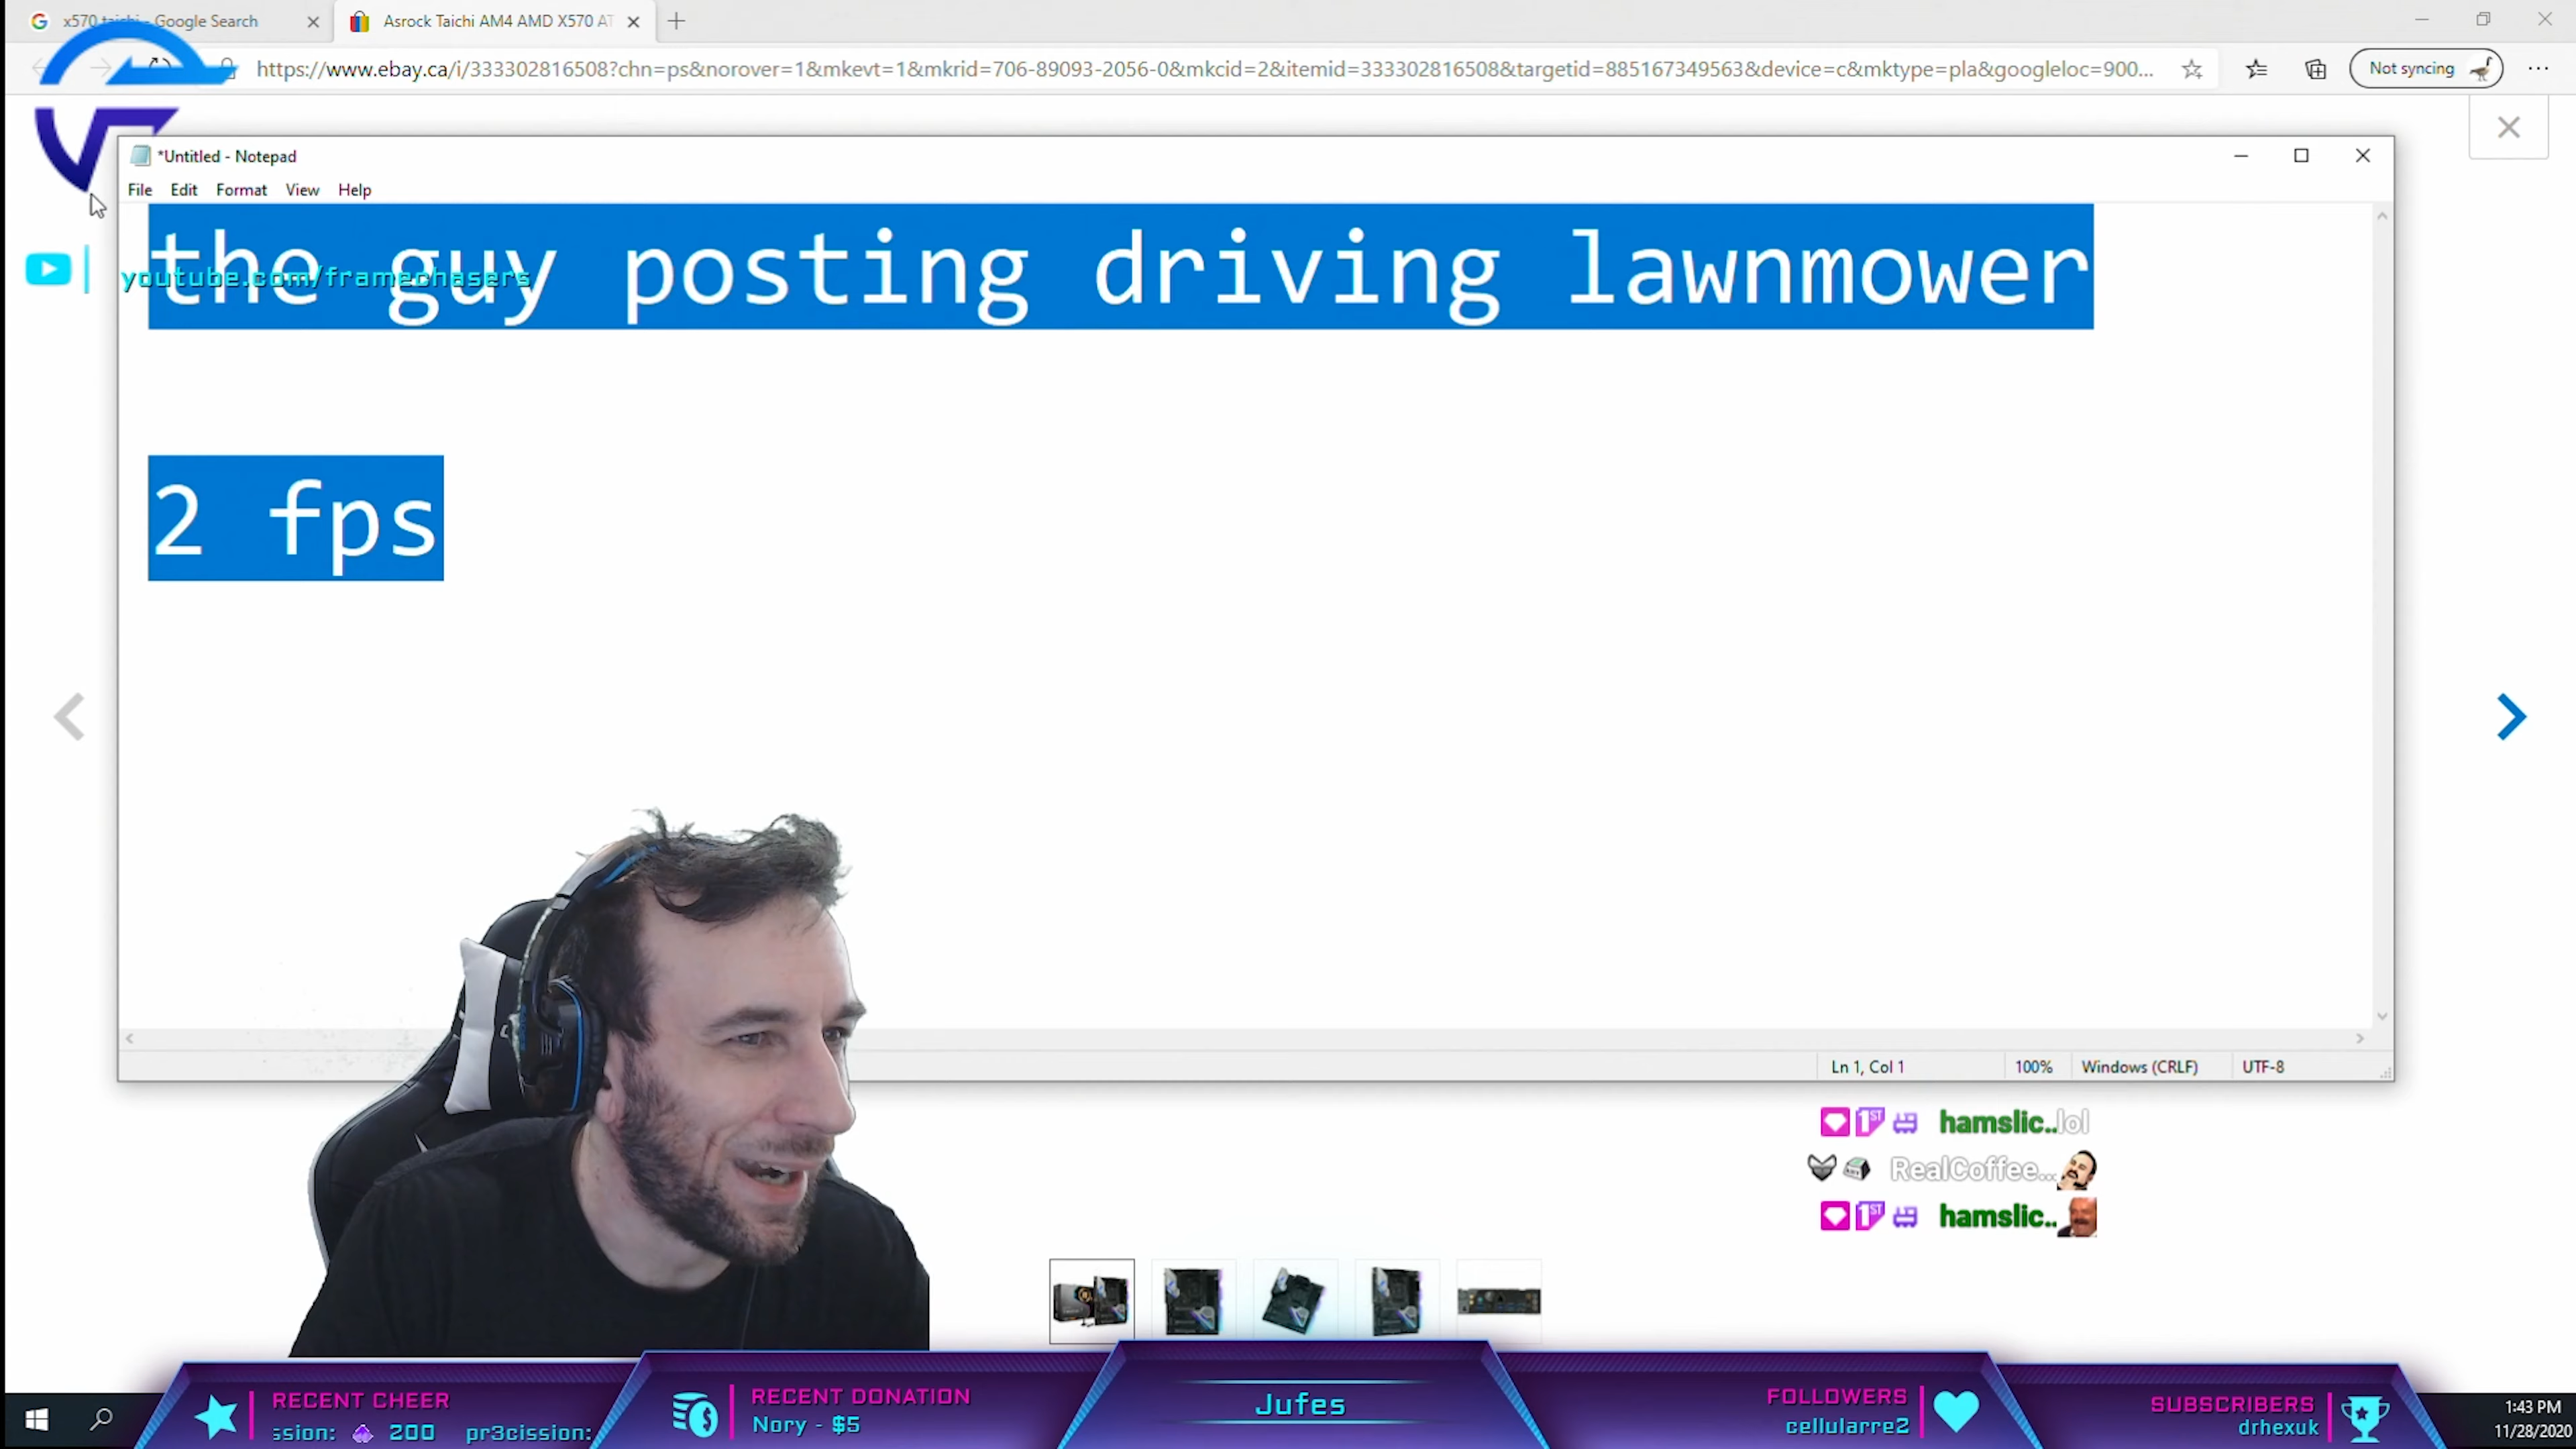 x570 taichi - Google Search
Asrock Taichi AM4 AMD X570 AT
https://www.ebay.ca/i/333302816508?chn=ps&norover=1&mkevt=1&mkrid=706-89093-2056-0&mkcid=2&itemid=333302816508&targetid=885167349563&device=c&mktype=pla&googleloc=900...
Not syncing
*Untitled - Notepad
File Edit Format View Help
the guy posting driving lawnmower
youtube.com/framechasers
2 fps
Ln 1, Col 1 100% Windows (CRLF) UTF-8
1ST hamslic..lol
RealCoffee...
1ST hamslic..
RECENT CHEER
ssion: 200 pr3cission:
RECENT DONATION
Nory - $5
Jufes
FOLLOWERS
cellularre2
SUBSCRIBERS
drhexuk
1:43 PM
11/28/2020